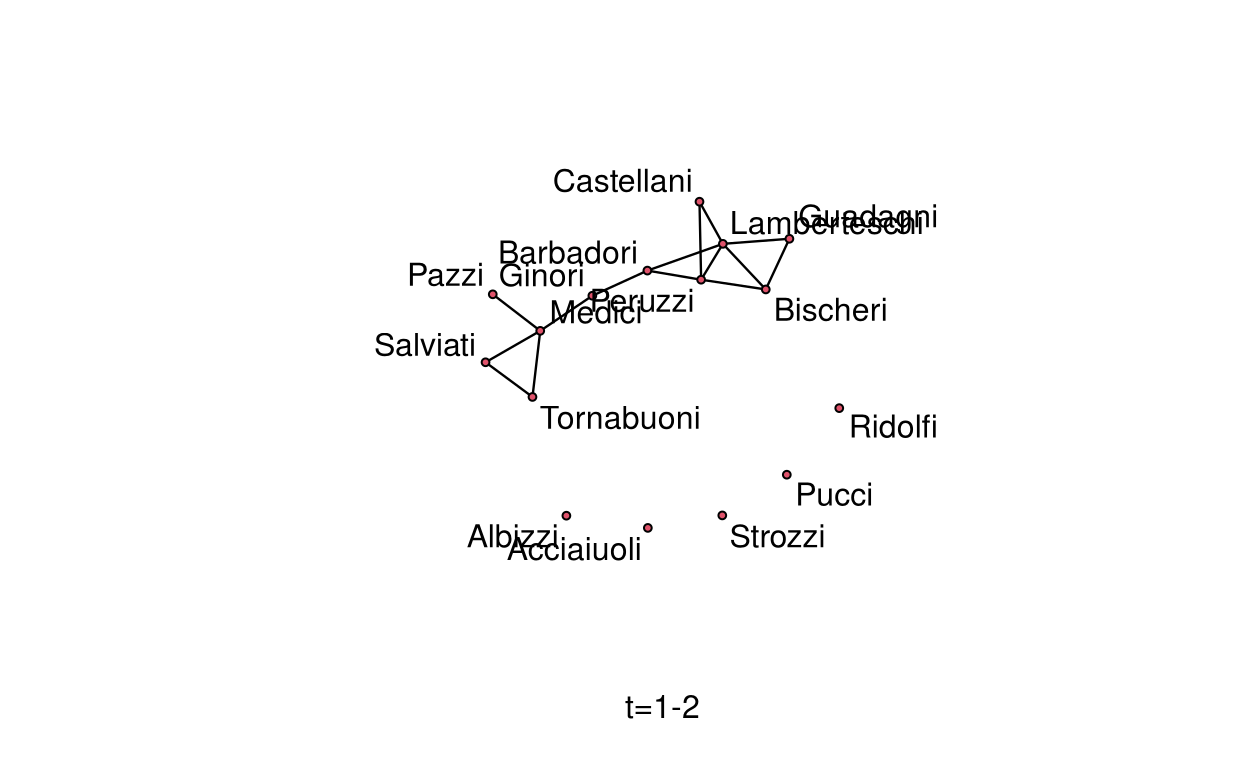 Castellani
Guadagni
Lamberteschi
Barbadori
Pazzi
Ginori
Peruzzi
Medici
Bischeri
Salviati
Tornabuoni
Ridolfi
Pucci
Albizzi
Acciaiuoli
Strozzi
t=1-2